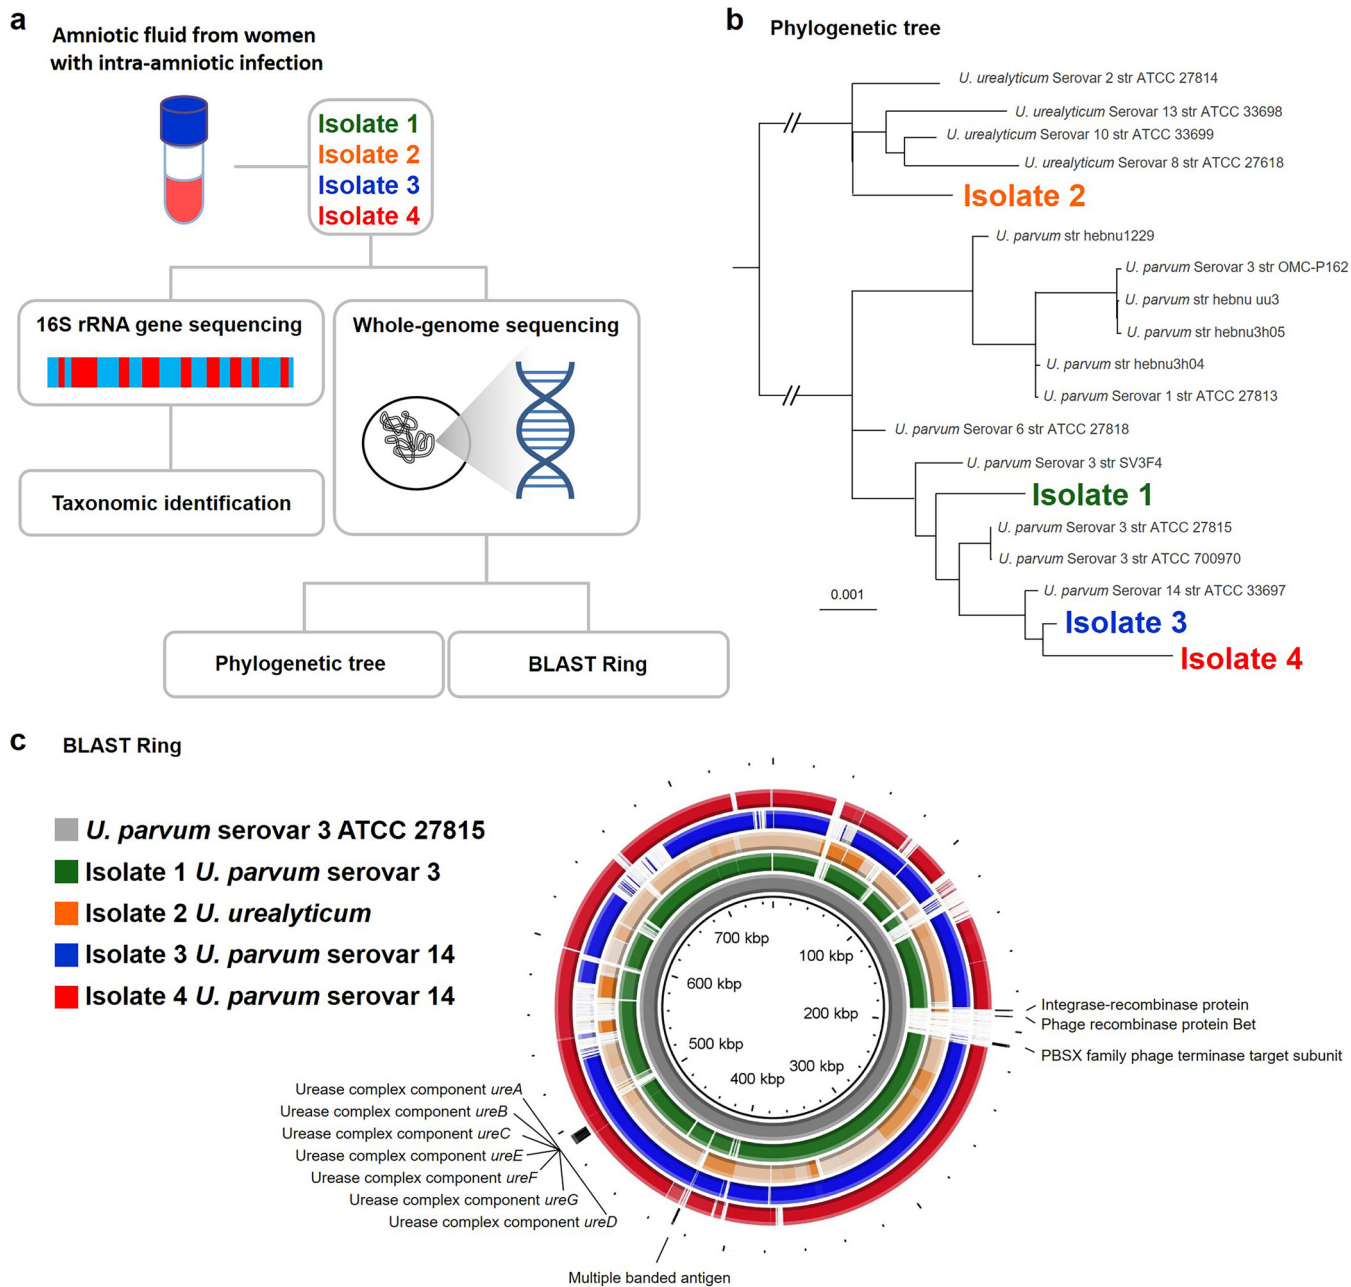 a
Amniotic fluid from women
with intra-amniotic infection
Isolate 1
Isolate 2
Isolate 3
Isolate 4
16S rRNA gene sequencing
Whole-genome sequencing
Taxonomic identification
Phylogenetic tree
BLAST Ring
b
Phylogenetic tree
U. urealyticum Serovar 2 str ATCC 27814
U. urealyticum Serovar 13 str ATCC 33698
U. urealyticum Serovar 10 str ATCC 33699
U. urealyticum Serovar 8 str ATCC 27618
Isolate 2
U. parvum str hebnu1229
U. parvum Serovar 3 str OMC-P162
U. parvum str hebnu uu3
U. parvum str hebnu3h05
U. parvum str hebnu3h04
U. parvum Serovar 1 str ATCC 27813
U. parvum Serovar 6 str ATCC 27818
U. parvum Serovar 3 str SV3F4
Isolate 1
U. parvum Serovar 3 str ATCC 27815
U. parvum Serovar 3 str ATCC 700970
U. parvum Serovar 14 str ATCC 33697
Isolate 3
Isolate 4
0.001
c
BLAST Ring
U. parvum serovar 3 ATCC 27815
Isolate 1 U. parvum serovar 3
Isolate 2 U. urealyticum
Isolate 3 U. parvum serovar 14
Isolate 4 U. parvum serovar 14
700 kbp
100 kbp
600 kbp
200 kbp
500 kbp
300 kbp
400 kbp
Integrase-recombinase protein
Phage recombinase protein Bet
PBSX family phage terminase target subunit
Urease complex component ureA
Urease complex component ureB
Urease complex component ureC
Urease complex component ureE
Urease complex component ureF
Urease complex component ureG
Urease complex component ureD
Multiple banded antigen